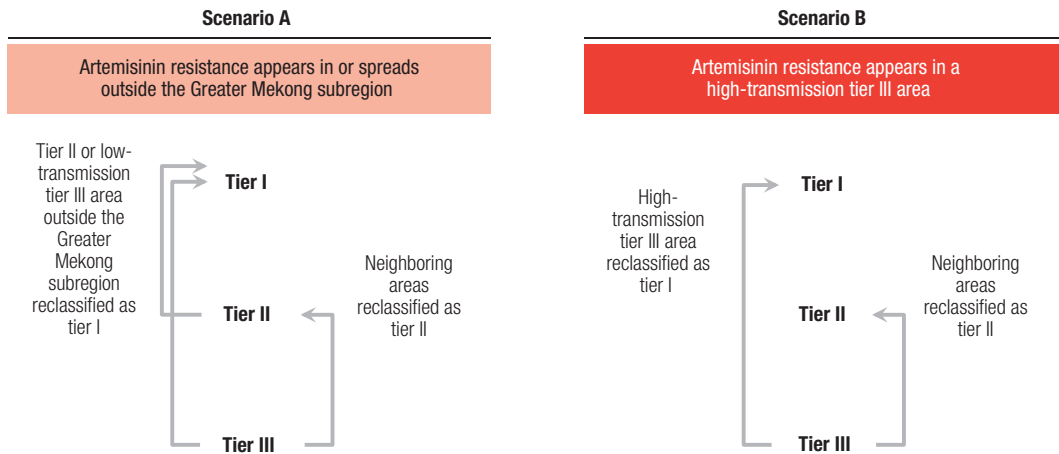 Scenario A
Artemisinin resistance appears in or spreads
outside the Greater Mekong subregion
Tier II or low-
transmission
tier III area
outside the
Greater
Mekong
subregion
reclassified as
tier I
Tier I
Tier II
Tier III
Neighboring
areas
reclassified as
tier II
Scenario B
Artemisinin resistance appears in a
high-transmission tier III area
High-
transmission
tier III area
reclassified as
tier I
Tier I
Tier II
Tier III
Neighboring
areas
reclassified as
tier II